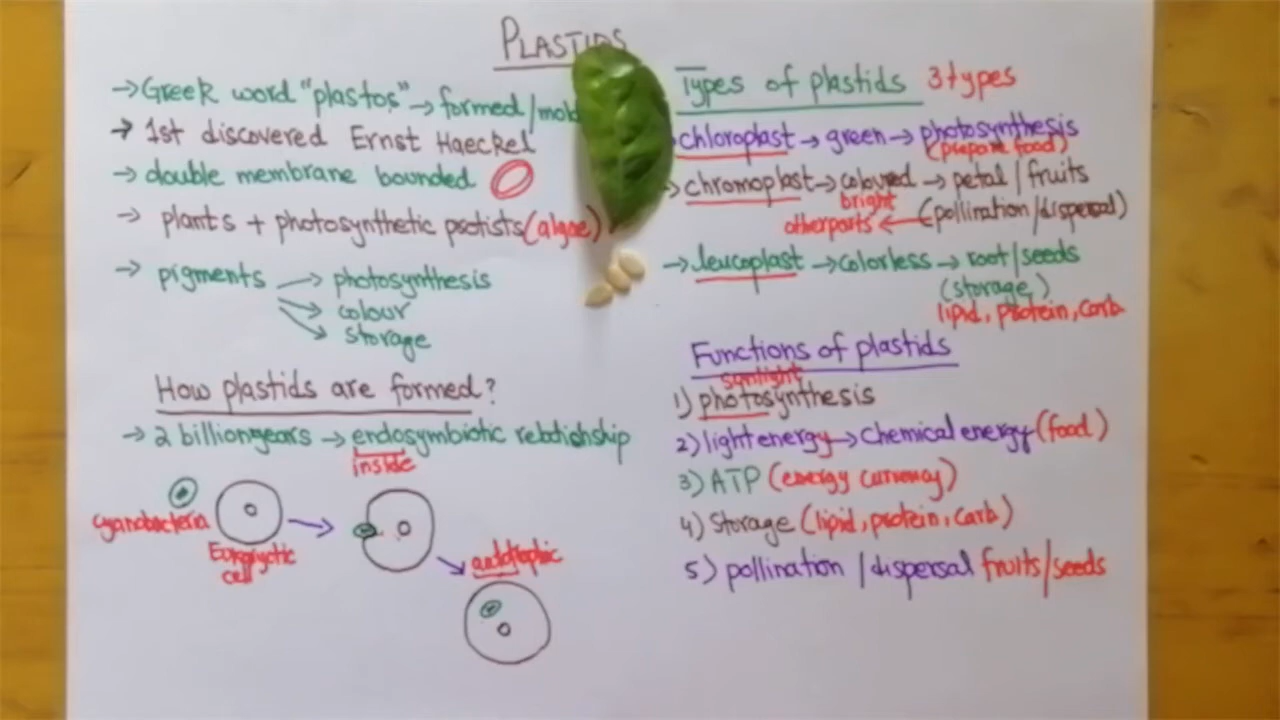 PLASTIDS
→ Greek word "plastos" → formed/
→ 1st discovered Ernst Haeckel
→ double membrane bounded
→ plants + photosynthetic protists (algae)
→ pigments → photosynthesis
→ colour
→ storage
How plastids are formed?
→ 2 billion years → endosymbiotic relationship
inside
cyanobacteria
Eukaryotic
cell
autotrophic
Types of plastids 3 types
chloroplast → green → photosynthesis
(prepare food)
→ chromoplast → coloured → petal / fruits
bright
other parts ← (pollination/dispersal)
→ leucoplast → colorless → root/seeds
(storage)
lipid, protein, carb
Functions of plastids
sunlight
1) photosynthesis
2) light energy → Chemical energy (food)
3) ATP (energy currency)
4) Storage (lipid, protein, carb)
5) pollination / dispersal fruits/seeds